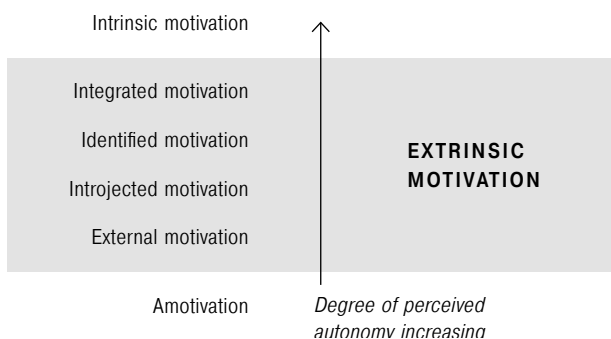 Intrinsic motivation
Integrated motivation
Identified motivation
EXTRINSIC
MOTIVATION
Introjected motivation
External motivation
Amotivation
Degree of perceived
autonomy increasing